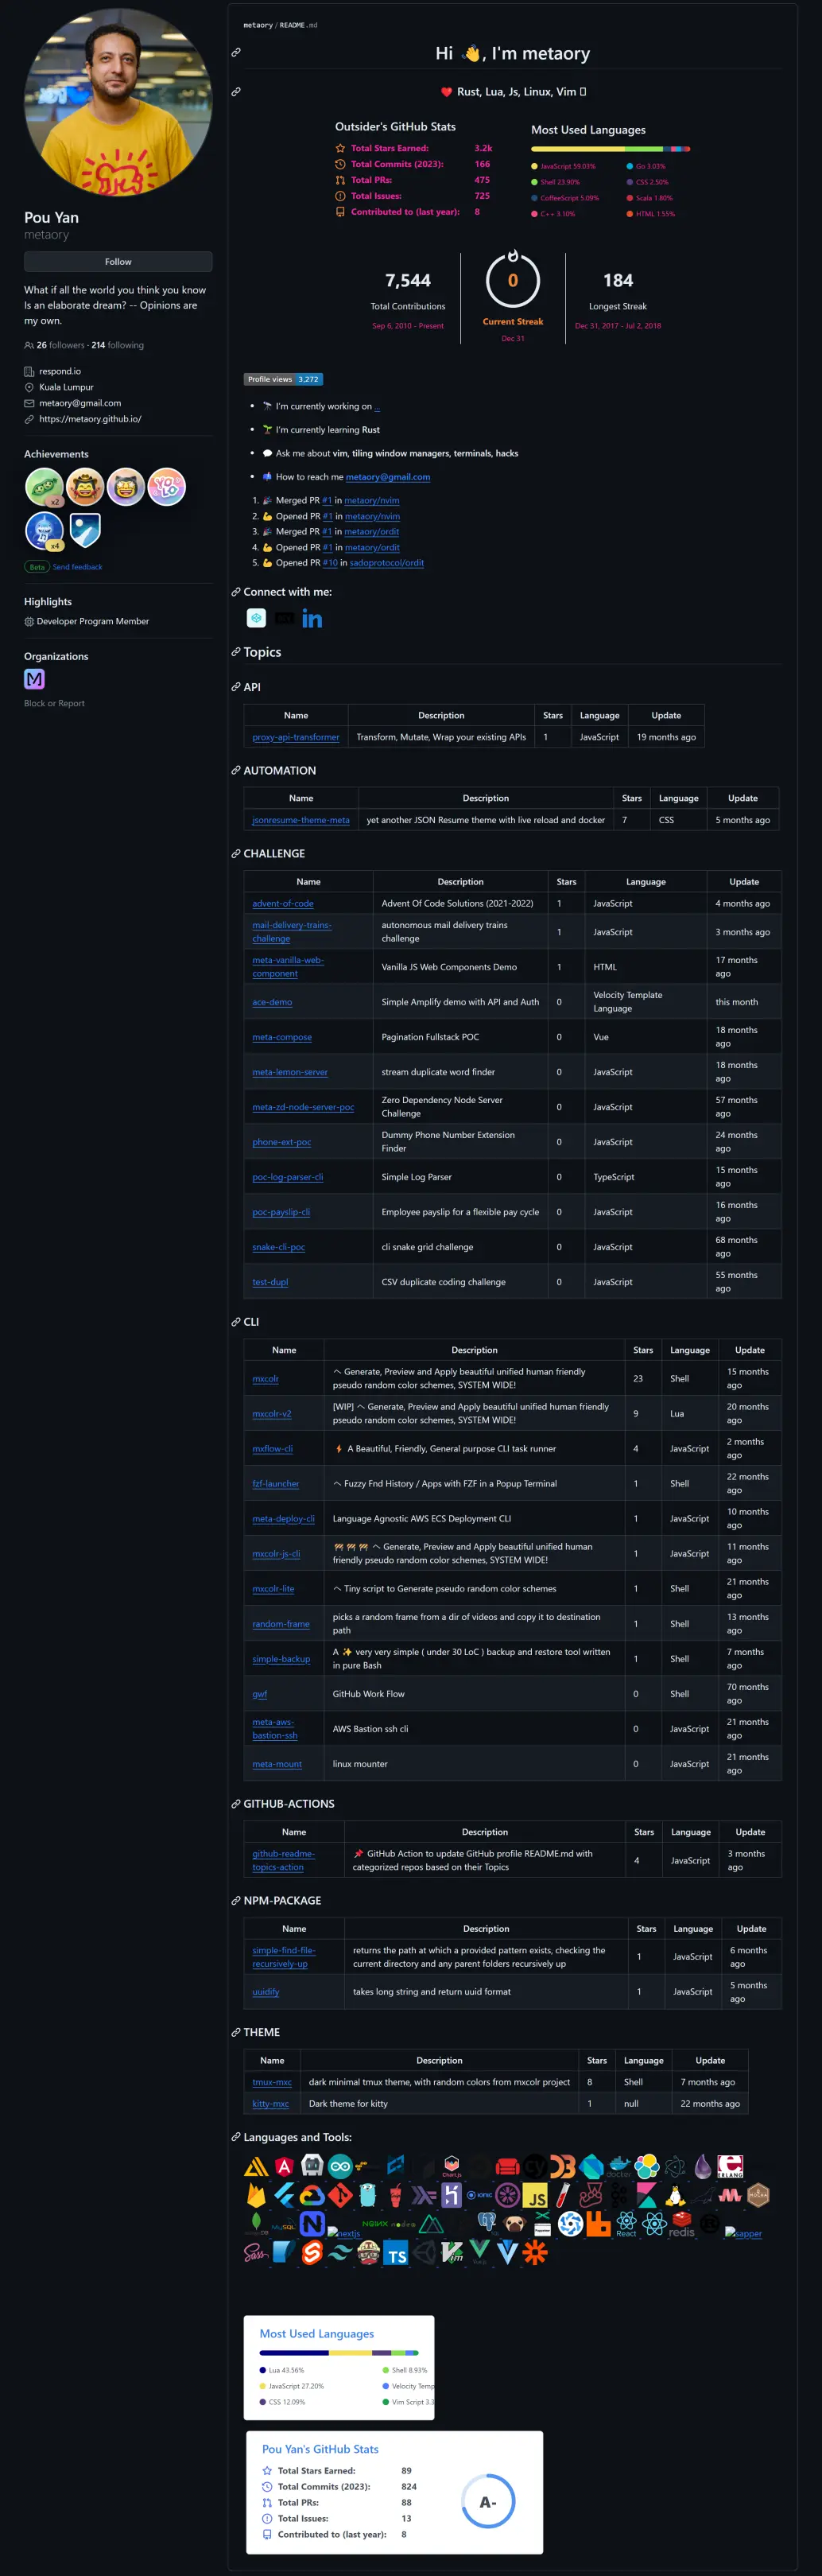 Pou Yan
metaory
Follow
What if all the world you think you know
Is an elaborate dream? -- Opinions are
my own.
26 followers · 214 following
respond.io
Kuala Lumpur
metaory@gmail.com
https://metaory.github.io/
Achievements
YOLO
x2
x4
Beta Send feedback
Highlights
Developer Program Member
Organizations
M
Block or Report
metaory / README.md
Hi 👋, I'm metaory
❤️ Rust, Lua, Js, Linux, Vim
Outsider's GitHub Stats
Total Stars Earned: 3.2k
Total Commits (2023): 166
Total PRs: 475
Total Issues: 725
Contributed to (last year): 8
Most Used Languages
JavaScript 59.03% Go 3.03%
Shell 23.90% CSS 2.50%
CoffeeScript 5.09% Scala 1.80%
C++ 3.10% HTML 1.55%
7,544
Total Contributions
Sep 6, 2010 - Present
0
Current Streak
Dec 31
184
Longest Streak
Dec 31, 2017 - Jul 2, 2018
Profile views 3,272
🔭 I'm currently working on
🌱 I'm currently learning Rust
💬 Ask me about vim, tiling window managers, terminals, hacks
📫 How to reach me metaory@gmail.com
1. 🎉 Merged PR #1 in metaory/nvim
2. 💪 Opened PR #1 in metaory/nvim
3. 🎉 Merged PR #1 in metaory/ordit
4. 💪 Opened PR #1 in metaory/ordit
5. 💪 Opened PR #10 in sadoprotocol/ordit
Connect with me:
in
Topics
API
Name Description Stars Language Update
proxy-api-transformer Transform, Mutate, Wrap your existing APIs 1 JavaScript 19 months ago
AUTOMATION
Name Description Stars Language Update
jsonresume-theme-meta yet another JSON Resume theme with live reload and docker 7 CSS 5 months ago
CHALLENGE
Name Description Stars Language Update
advent-of-code Advent Of Code Solutions (2021-2022) 1 JavaScript 4 months ago
mail-delivery-trains-challenge autonomous mail delivery trains challenge 1 JavaScript 3 months ago
meta-vanilla-web-component Vanilla JS Web Components Demo 1 HTML 17 months ago
ace-demo Simple Amplify demo with API and Auth 0 Velocity Template Language this month
meta-compose Pagination Fullstack POC 0 Vue 18 months ago
meta-lemon-server stream duplicate word finder 0 JavaScript 18 months ago
meta-zd-node-server-poc Zero Dependency Node Server Challenge 0 JavaScript 57 months ago
phone-ext-poc Dummy Phone Number Extension Finder 0 JavaScript 24 months ago
poc-log-parser-cli Simple Log Parser 0 TypeScript 15 months ago
poc-payslip-cli Employee payslip for a flexible pay cycle 0 JavaScript 16 months ago
snake-cli-poc cli snake grid challenge 0 JavaScript 68 months ago
test-dupl CSV duplicate coding challenge 0 JavaScript 55 months ago
CLI
Name Description Stars Language Update
mxcolr Generate, Preview and Apply beautiful unified human friendly pseudo random color schemes, SYSTEM WIDE! 23 Shell 15 months ago
mxcolr-v2 [WIP] Generate, Preview and Apply beautiful unified human friendly pseudo random color schemes, SYSTEM WIDE! 9 Lua 20 months ago
mxflow-cli ⚡ A Beautiful, Friendly, General purpose CLI task runner 4 JavaScript 2 months ago
fzf-launcher Fuzzy Fnd History / Apps with FZF in a Popup Terminal 1 Shell 22 months ago
meta-deploy-cli Language Agnostic AWS ECS Deployment CLI 1 JavaScript 10 months ago
mxcolr-js-cli 🚧 🚧 🚧 Generate, Preview and Apply beautiful unified human friendly pseudo random color schemes, SYSTEM WIDE! 1 JavaScript 11 months ago
mxcolr-lite Tiny script to Generate pseudo random color schemes 1 Shell 21 months ago
random-frame picks a random frame from a dir of videos and copy it to destination path 1 Shell 13 months ago
simple-backup A ✨ very very simple ( under 30 LoC ) backup and restore tool written in pure Bash 1 Shell 7 months ago
gwf GitHub Work Flow 0 Shell 70 months ago
meta-aws-bastion-ssh AWS Bastion ssh cli 0 JavaScript 21 months ago
meta-mount linux mounter 0 JavaScript 21 months ago
GITHUB-ACTIONS
Name Description Stars Language Update
github-readme-topics-action 📌 GitHub Action to update GitHub profile README.md with categorized repos based on their Topics 4 JavaScript 3 months ago
NPM-PACKAGE
Name Description Stars Language Update
simple-find-file-recursively-up returns the path at which a provided pattern exists, checking the current directory and any parent folders recursively up 1 JavaScript 6 months ago
uuidify takes long string and return uuid format 1 JavaScript 5 months ago
THEME
Name Description Stars Language Update
tmux-mxc dark minimal tmux theme, with random colors from mxcolr project 8 Shell 7 months ago
kitty-mxc Dark theme for kitty 1 null 22 months ago
Languages and Tools:
Chart.js
docker
ERLANG
IONIC
JS
MOCHA
MySQL
nextjs
NGINX
React
redis
sapper
Sass
TS
Most Used Languages
Lua 43.56% Shell 8.93%
JavaScript 27.20% Velocity Temp
CSS 12.09% Vim Script 3.3
Pou Yan's GitHub Stats
Total Stars Earned: 89
Total Commits (2023): 824
Total PRs: 88
Total Issues: 13
Contributed to (last year): 8
A-